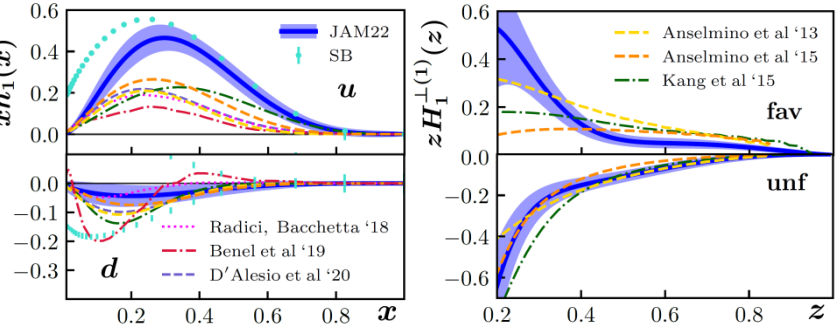 xh₁(x)
0.6
0.4
0.2
0.0
JAM22
SB
u
0.0
−0.1
−0.2
−0.3
Radici, Bacchetta ‘18
Benel et al ‘19
D′Alesio et al ‘20
d
0.2 0.4 0.6 0.8 x
zH₁^⊥(1)(z)
0.6
0.4
0.2
0.0
Anselmino et al ‘13
Anselmino et al ‘15
Kang et al ‘15
fav
−0.2
−0.4
−0.6
unf
0.2 0.4 0.6 0.8 z